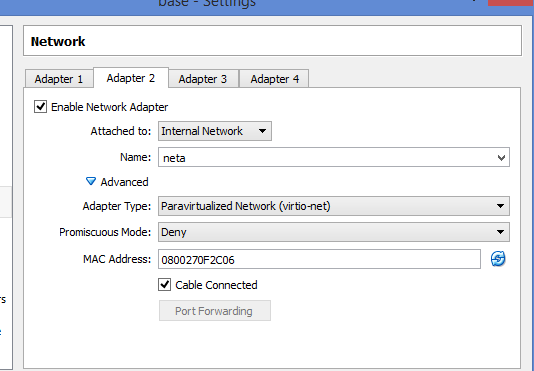 base - Settings
Network
Adapter 1 Adapter 2 Adapter 3 Adapter 4
Enable Network Adapter
Attached to: Internal Network
Name: neta
Advanced
Adapter Type: Paravirtualized Network (virtio-net)
Promiscuous Mode: Deny
MAC Address: 0800270F2C06
Cable Connected
Port Forwarding